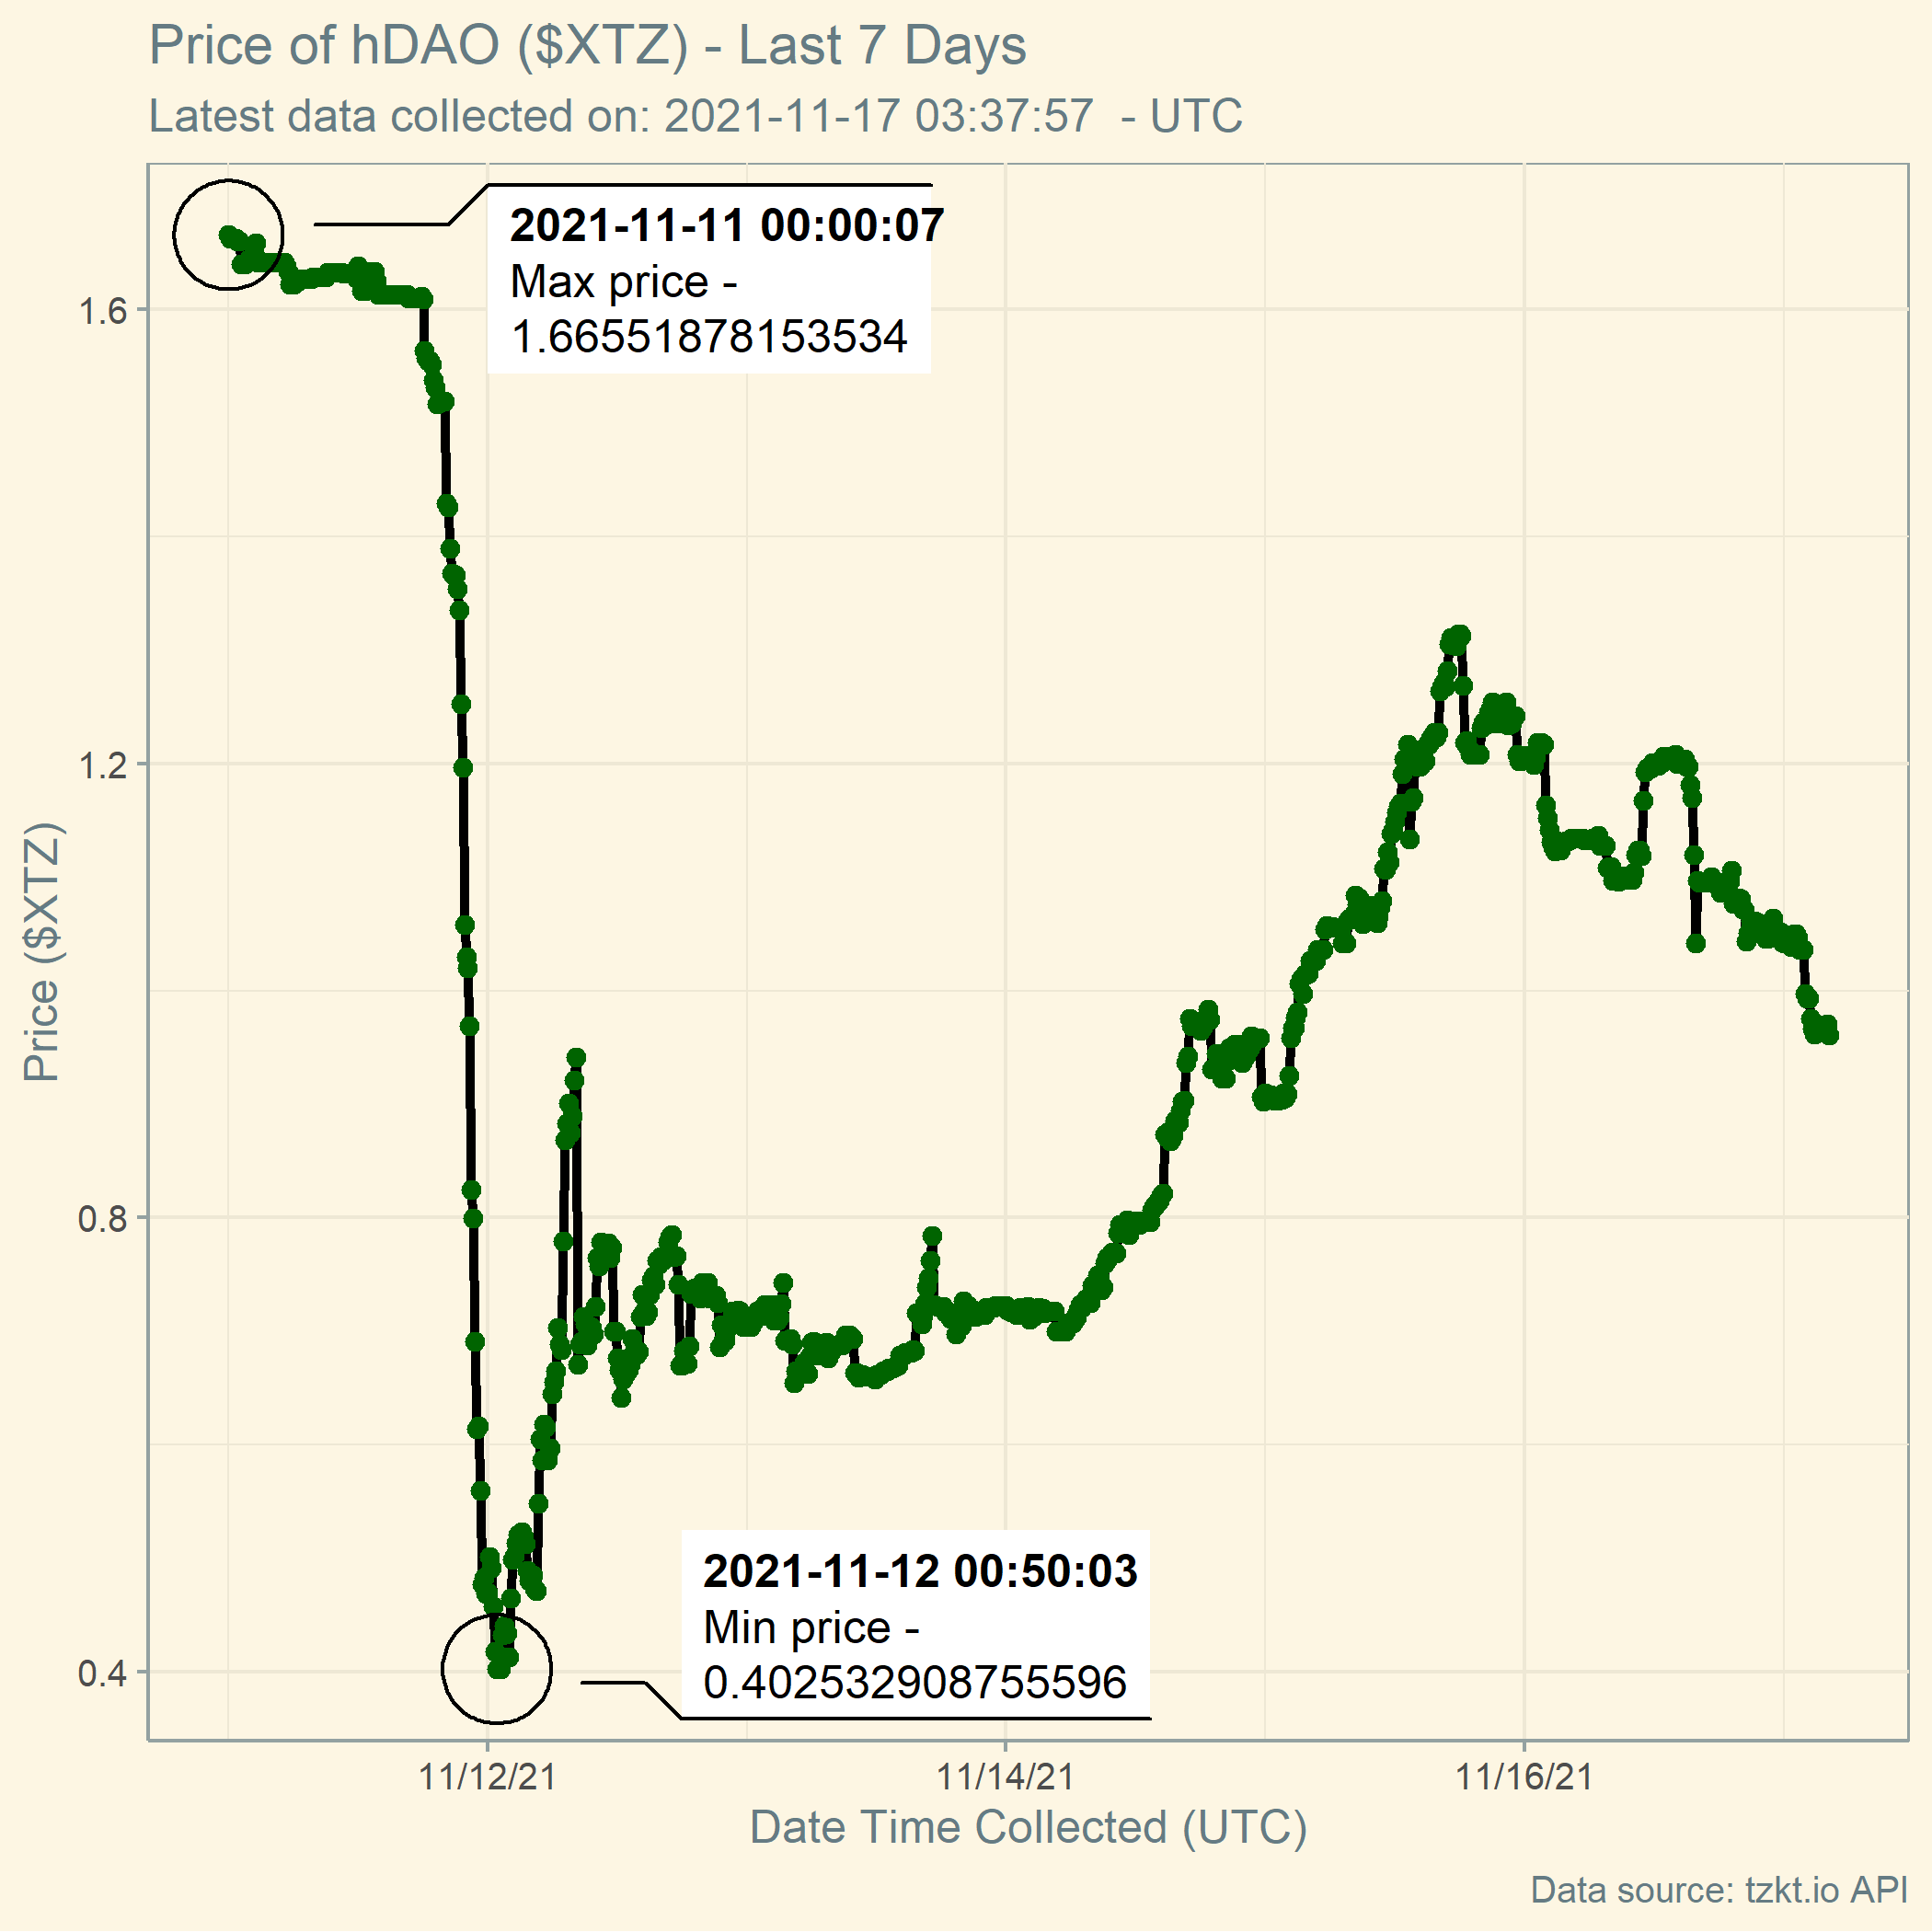 Price of hDAO ($XTZ) - Last 7 Days
Latest data collected on: 2021-11-17 03:37:57  - UTC
2021-11-11 00:00:07
Max price -
1.66551878153534
1.6
1.2
0.8
0.4
Price ($XTZ)
2021-11-12 00:50:03
Min price -
0.402532908755596
11/12/21
11/14/21
11/16/21
Date Time Collected (UTC)
Data source: tzkt.io API